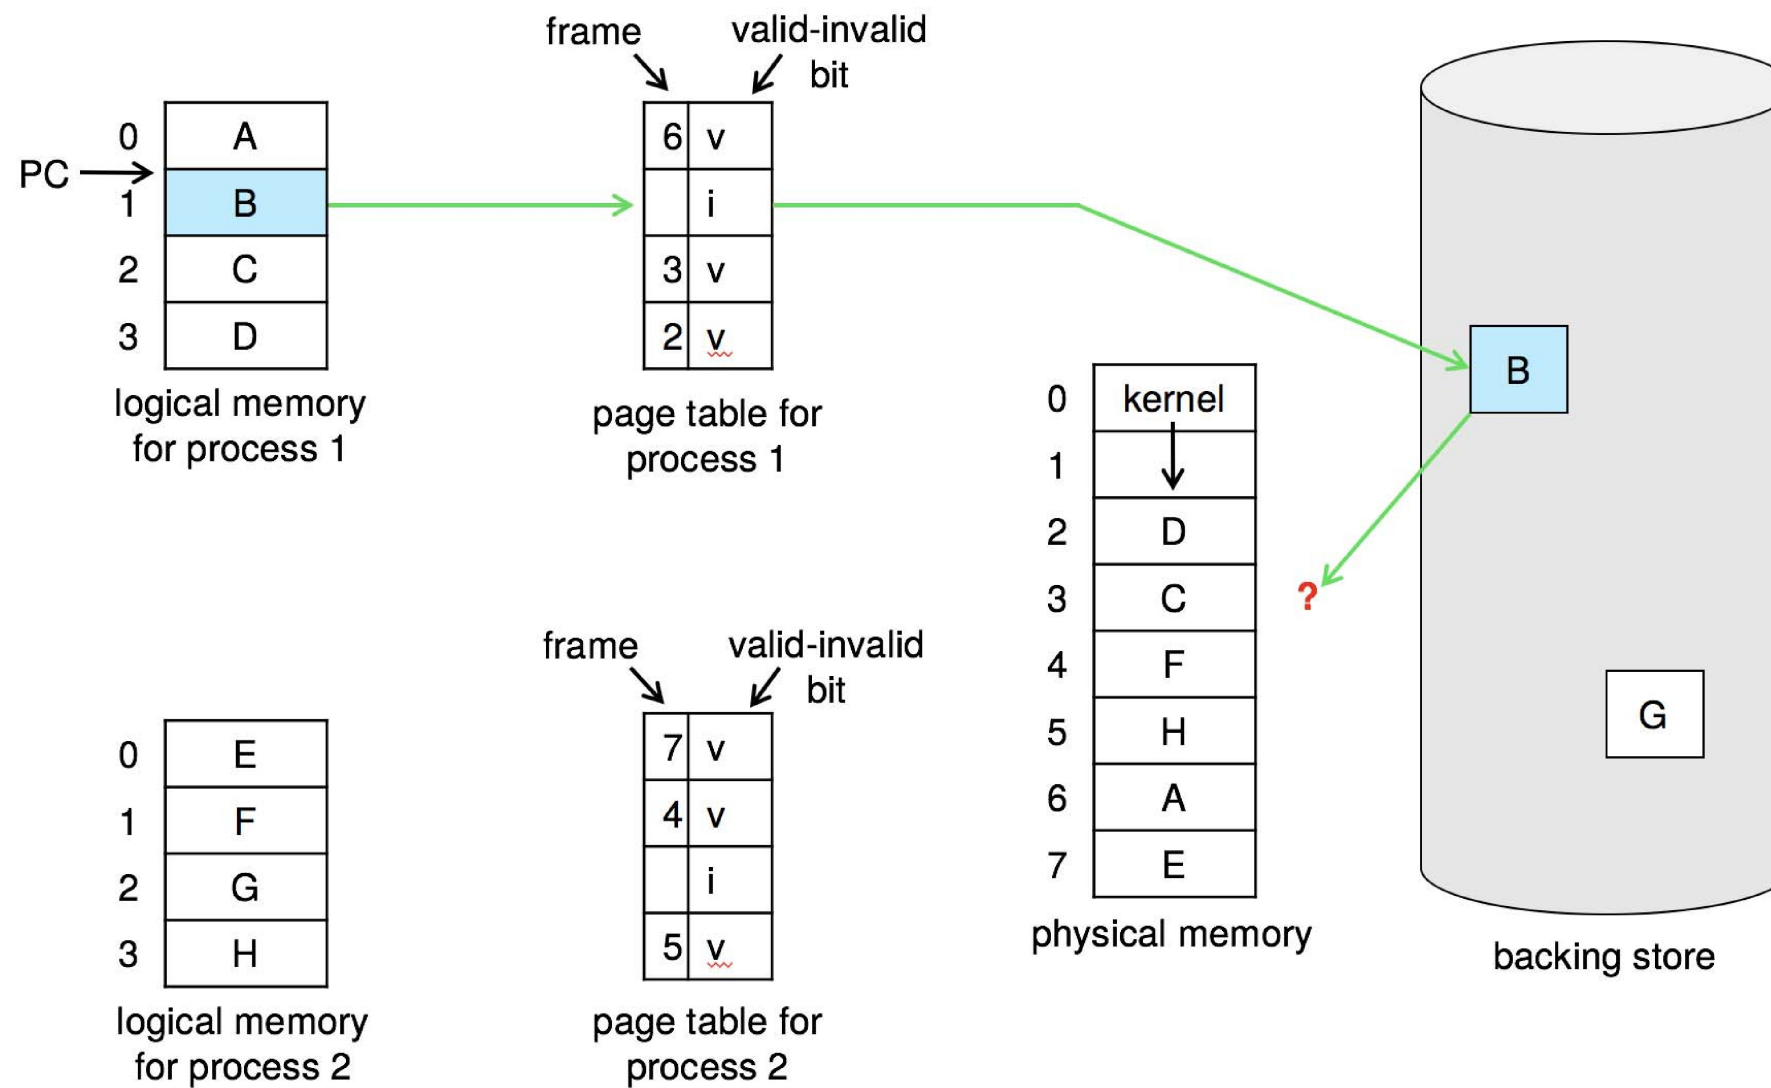 frame
valid-invalid
bit
PC
0 A
1 B
2 C
3 D
logical memory
for process 1
6 v
i
3 v
2 v
page table for
process 1
0 kernel
1
2 D
3 C
4 F
5 H
6 A
7 E
physical memory
?
B
G
backing store
0 E
1 F
2 G
3 H
logical memory
for process 2
frame
valid-invalid
bit
7 v
4 v
i
5 v
page table for
process 2